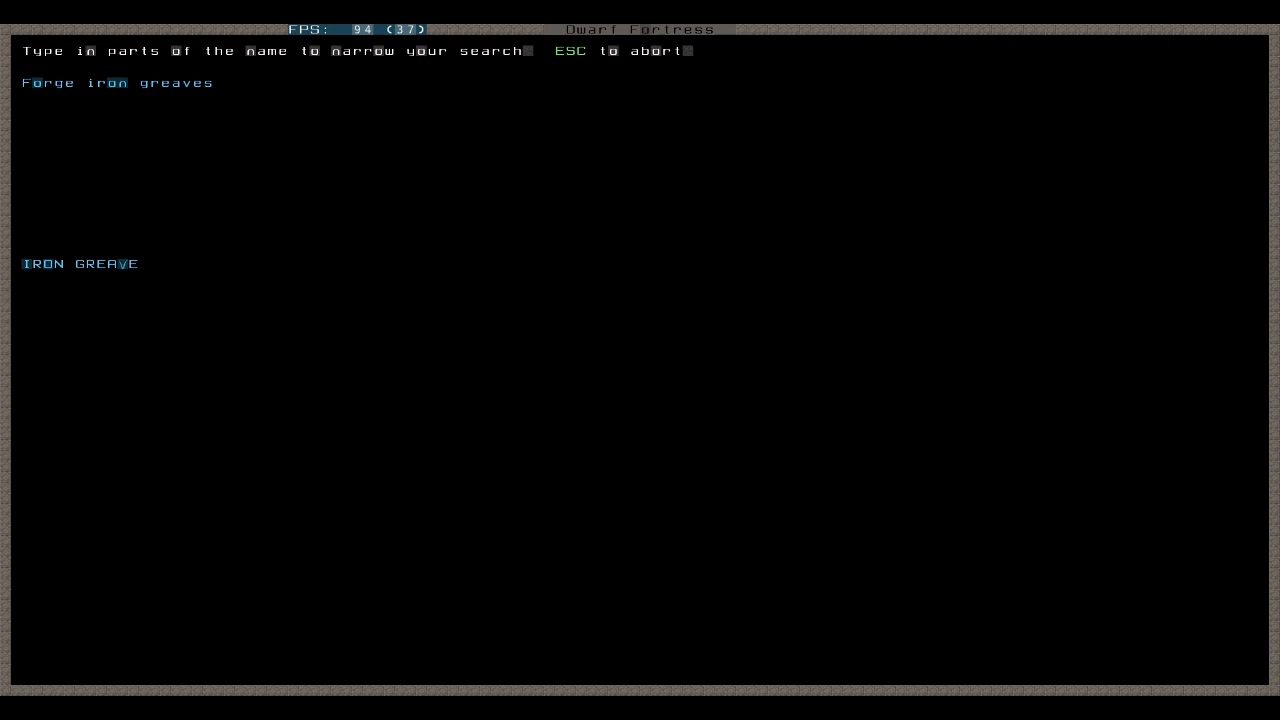 FPS: 94 (37) Dwarf Fortress
Type in parts of the name to narrow your search. ESC to abort.
Forge iron greaves
IRON GREAVE